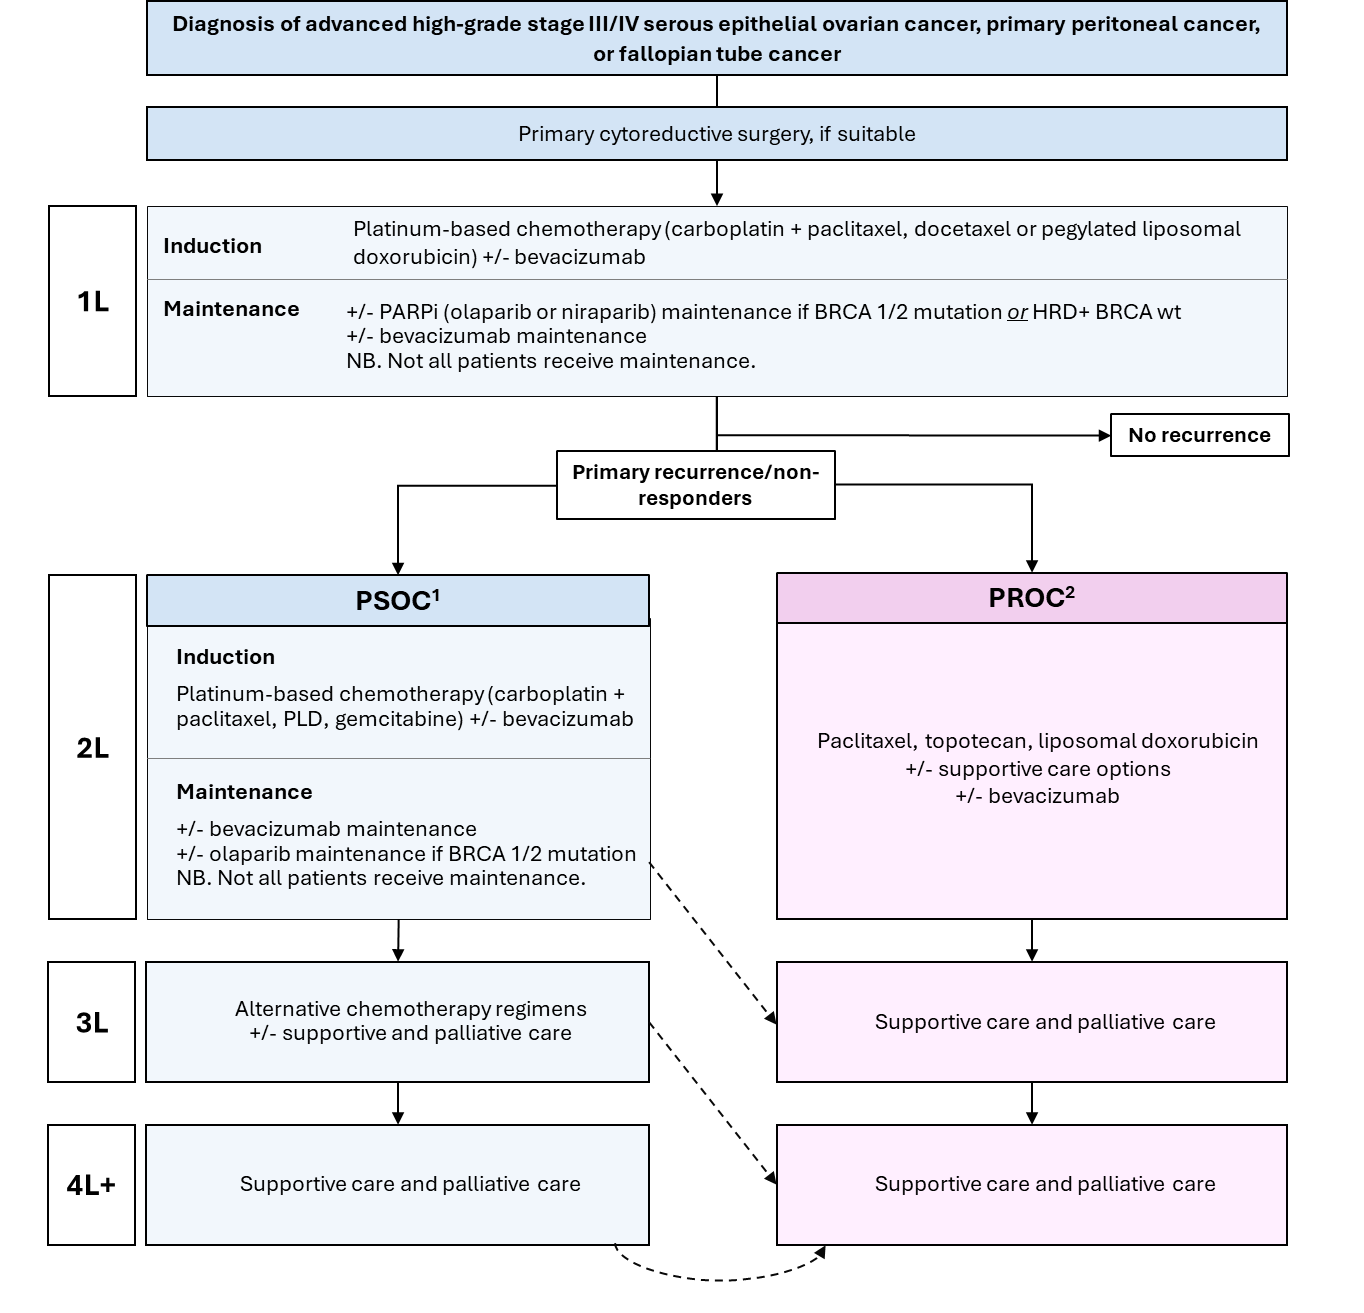 Diagnosis of advanced high-grade stage III/IV serous epithelial ovarian cancer, primary peritoneal cancer,
or fallopian tube cancer
Primary cytoreductive surgery, if suitable
1L
Induction
Platinum-based chemotherapy (carboplatin + paclitaxel, docetaxel or pegylated liposomal
doxorubicin) +/- bevacizumab
Maintenance
+/- PARPi (olaparib or niraparib) maintenance if BRCA 1/2 mutation or HRD+ BRCA wt
+/- bevacizumab maintenance
NB. Not all patients receive maintenance.
No recurrence
Primary recurrence/non-
responders
2L
PSOC¹
Induction
Platinum-based chemotherapy (carboplatin +
paclitaxel, PLD, gemcitabine) +/- bevacizumab
Maintenance
+/- bevacizumab maintenance
+/- olaparib maintenance if BRCA 1/2 mutation
NB. Not all patients receive maintenance.
PROC²
Paclitaxel, topotecan, liposomal doxorubicin
+/- supportive care options
+/- bevacizumab
3L
Alternative chemotherapy regimens
+/- supportive and palliative care
Supportive care and palliative care
4L+
Supportive care and palliative care
Supportive care and palliative care